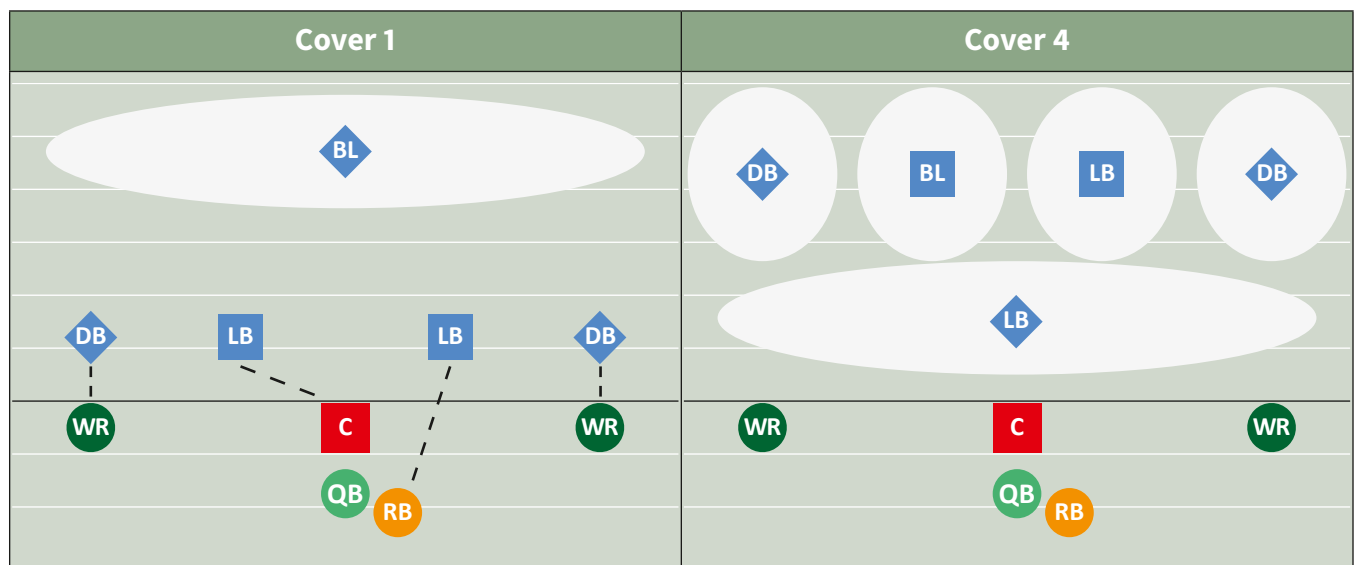 Cover 1
BL
DB LB LB DB
WR C WR
QB
RB
Cover 4
DB BL LB DB
LB
WR C WR
QB
RB